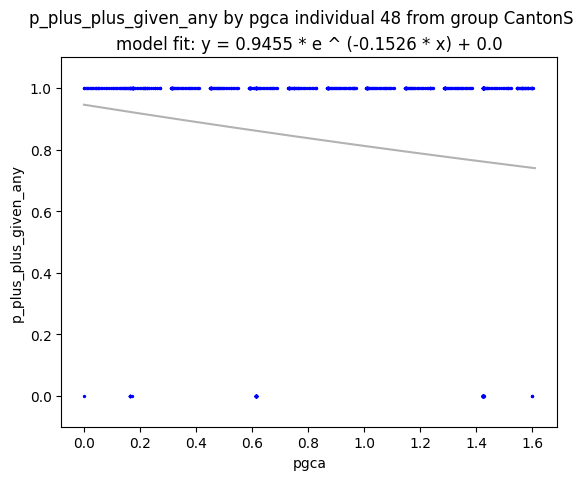 p_plus_plus_given_any by pgca individual 48 from group CantonS
model fit: y = 0.9455 * e ^ (-0.1526 * x) + 0.0
1.0
0.8
0.6
0.4
0.2
0.0
p_plus_plus_given_any
0.0 0.2 0.4 0.6 0.8 1.0 1.2 1.4 1.6
pgca